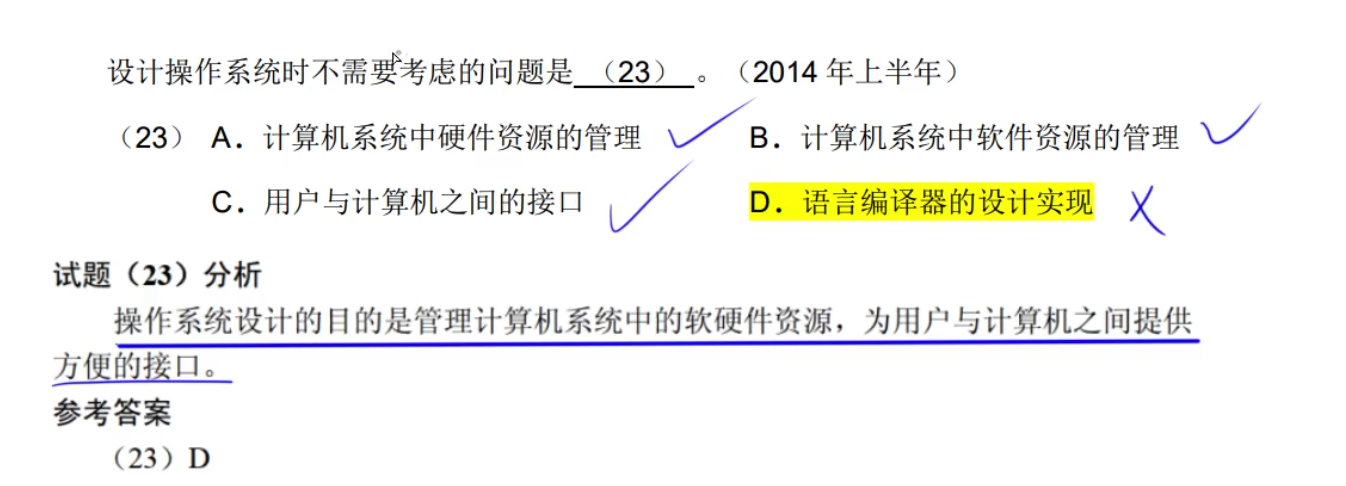 设计操作系统时不需要考虑的问题是 （23） 。（2014 年上半年）
（23） A．计算机系统中硬件资源的管理 B．计算机系统中软件资源的管理
C．用户与计算机之间的接口 D．语言编译器的设计实现
试题（23）分析
操作系统设计的目的是管理计算机系统中的软硬件资源，为用户与计算机之间提供
方便的接口。
参考答案
（23）D